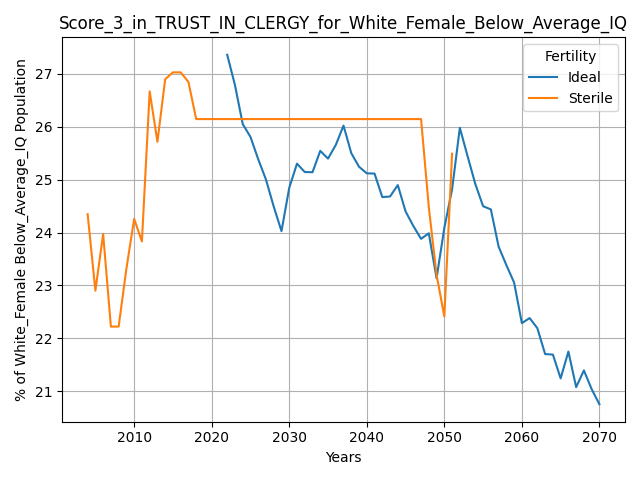 Score_3_in_TRUST_IN_CLERGY_for_White_Female_Below_Average_IQ
Fertility
Ideal
Sterile
% of White_Female Below_Average_IQ Population
27
26
25
24
23
22
21
2010
2020
2030
2040
2050
2060
2070
Years